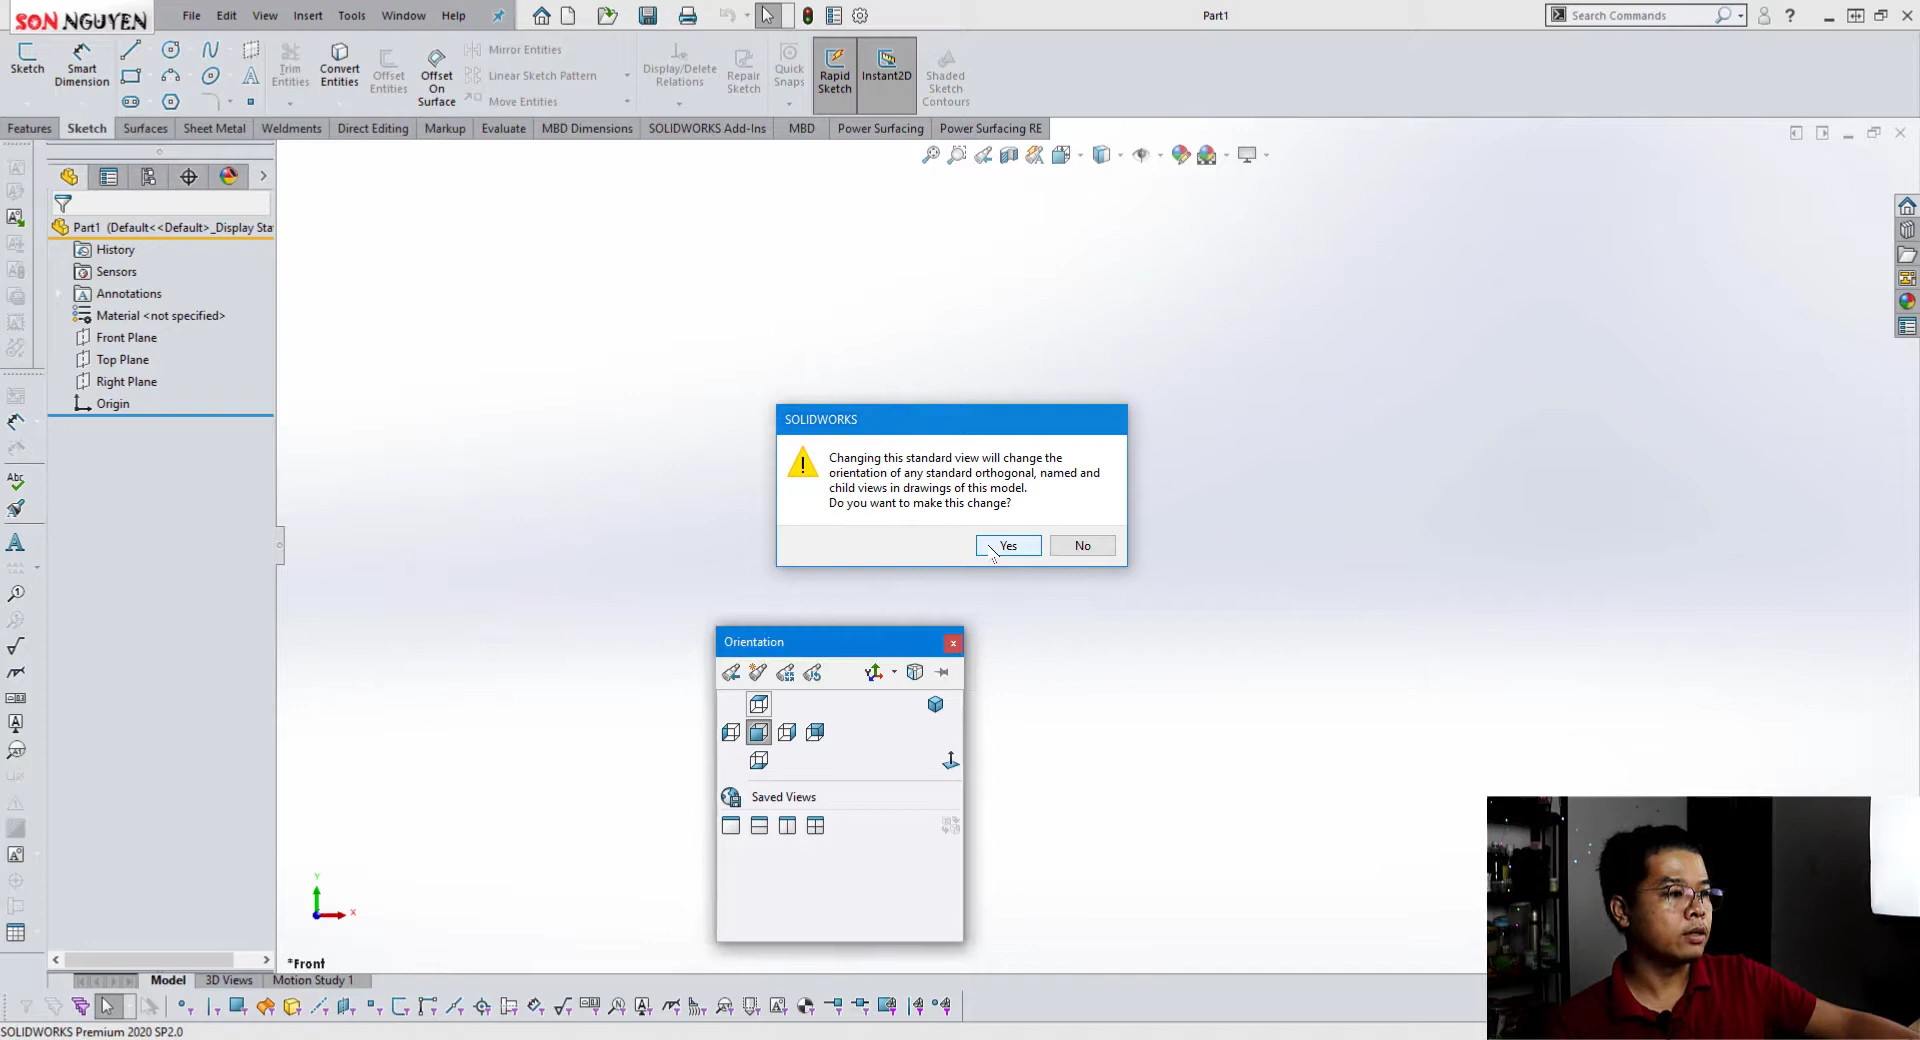 SON NGUYEN
File Edit View Insert Tools Window Help
Part1
Search Commands
?
Sketch
Smart Dimension
Trim Entities
Convert Entities
Offset Entities
Offset On Surface
Mirror Entities
Linear Sketch Pattern
Move Entities
Display/Delete Relations
Repair Sketch
Quick Snaps
Rapid Sketch
Instant2D
Shaded Sketch Contours
Features Sketch Surfaces Sheet Metal Weldments Direct Editing Markup Evaluate MBD Dimensions SOLIDWORKS Add-Ins MBD Power Surfacing Power Surfacing RE
Part1 (Default<<Default>_Display Sta
History
Sensors
Annotations
Material <not specified>
Front Plane
Top Plane
Right Plane
Origin
SOLIDWORKS
Changing this standard view will change the
orientation of any standard orthogonal, named and
child views in drawings of this model.
Do you want to make this change?
Yes No
Orientation
Saved Views
Y
X
*Front
Model 3D Views Motion Study 1
SOLIDWORKS Premium 2020 SP2.0